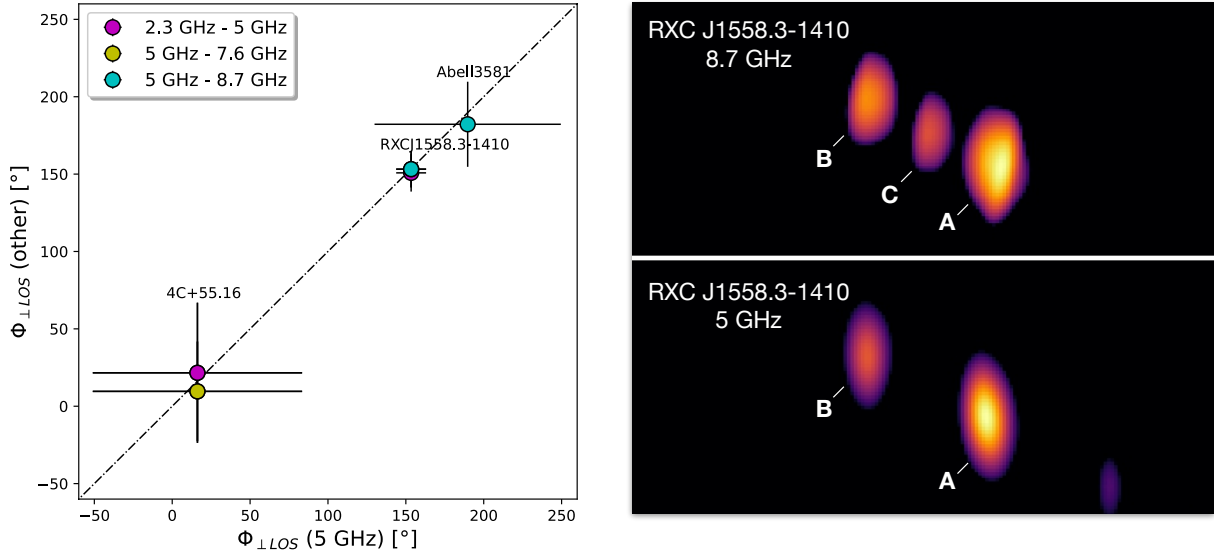 2.3 GHz - 5 GHz
5 GHz - 7.6 GHz
5 GHz - 8.7 GHz
Abell3581
RXCJ1558.3-1410
4C+55.16
250
200
150
100
50
0
−50
Φ⊥LOS (other) [°]
−50 0 50 100 150 200 250
Φ⊥LOS (5 GHz) [°]
RXC J1558.3-1410
8.7 GHz
B
C
A
RXC J1558.3-1410
5 GHz
B
A